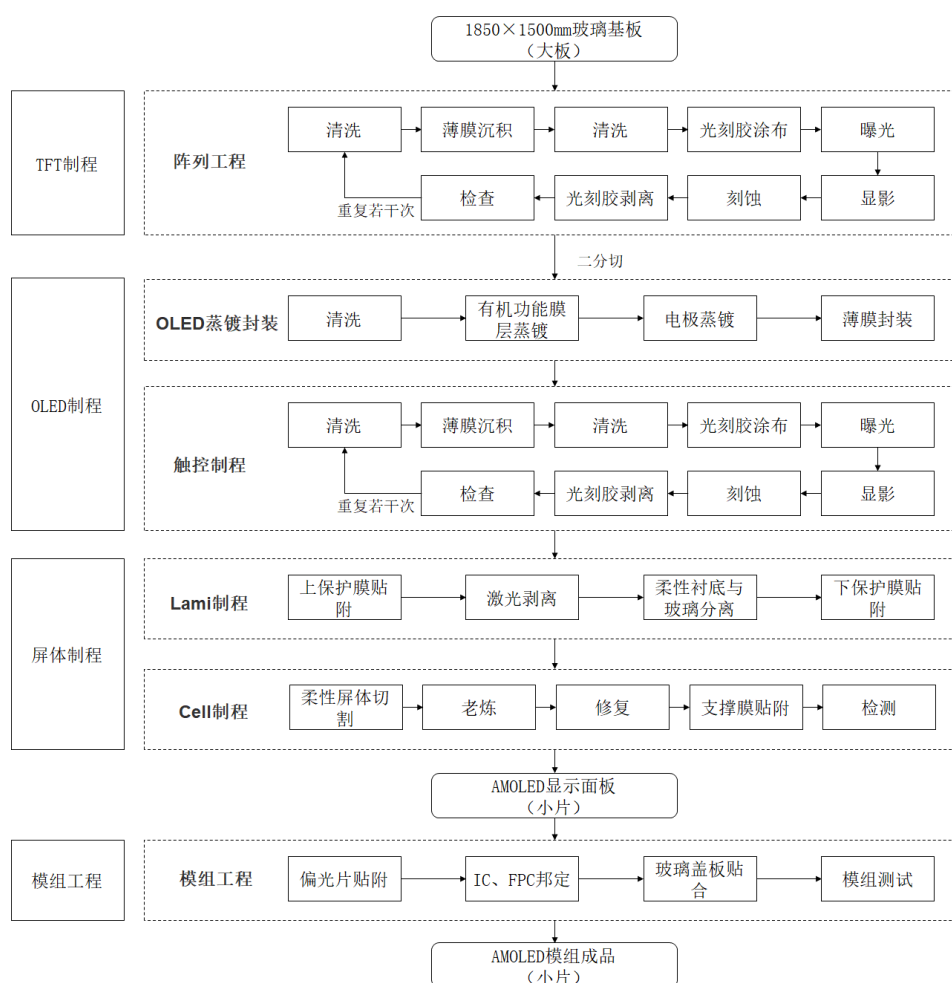 1850×1500mm玻璃基板
（大板）
TFT制程
阵列工程
清洗
薄膜沉积
清洗
光刻胶涂布
曝光
显影
刻蚀
光刻胶剥离
检查
重复若干次
二分切
OLED制程
OLED蒸镀封装
清洗
有机功能膜
层蒸镀
电极蒸镀
薄膜封装
触控制程
清洗
薄膜沉积
清洗
光刻胶涂布
曝光
显影
刻蚀
光刻胶剥离
检查
重复若干次
屏体制程
Lami制程
上保护膜贴
附
激光剥离
柔性衬底与
玻璃分离
下保护膜贴
附
Cell制程
柔性屏体切
割
老炼
修复
支撑膜贴附
检测
AMOLED显示面板
（小片）
模组工程
模组工程
偏光片贴附
IC、FPC邦定
玻璃盖板贴
合
模组测试
AMOLED模组成品
（小片）